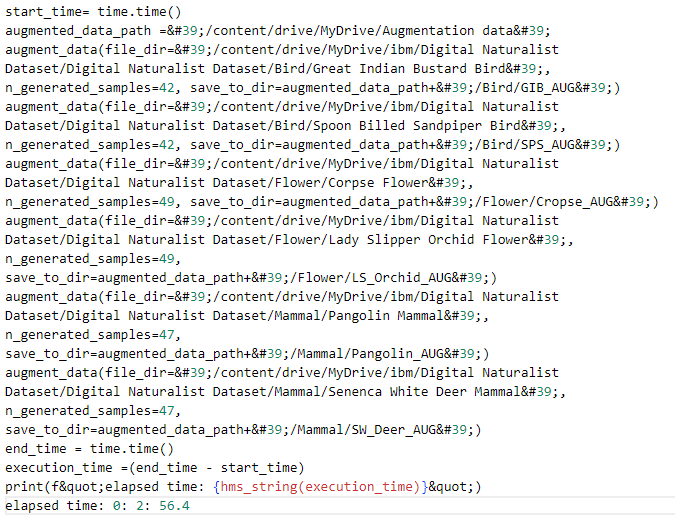 start_time= time.time()
augmented_data_path =&#39;/content/drive/MyDrive/Augmentation data&#39;
augment_data(file_dir=&#39;/content/drive/MyDrive/ibm/Digital Naturalist
Dataset/Digital Naturalist Dataset/Bird/Great Indian Bustard Bird&#39;,
n_generated_samples=42, save_to_dir=augmented_data_path+&#39;/Bird/GIB_AUG&#39;)
augment_data(file_dir=&#39;/content/drive/MyDrive/ibm/Digital Naturalist
Dataset/Digital Naturalist Dataset/Bird/Spoon Billed Sandpiper Bird&#39;,
n_generated_samples=42, save_to_dir=augmented_data_path+&#39;/Bird/SPS_AUG&#39;)
augment_data(file_dir=&#39;/content/drive/MyDrive/ibm/Digital Naturalist
Dataset/Digital Naturalist Dataset/Flower/Corpse Flower&#39;,
n_generated_samples=49, save_to_dir=augmented_data_path+&#39;/Flower/Cropse_AUG&#39;)
augment_data(file_dir=&#39;/content/drive/MyDrive/ibm/Digital Naturalist
Dataset/Digital Naturalist Dataset/Flower/Lady Slipper Orchid Flower&#39;,
n_generated_samples=49,
save_to_dir=augmented_data_path+&#39;/Flower/LS_Orchid_AUG&#39;)
augment_data(file_dir=&#39;/content/drive/MyDrive/ibm/Digital Naturalist
Dataset/Digital Naturalist Dataset/Mammal/Pangolin Mammal&#39;,
n_generated_samples=47,
save_to_dir=augmented_data_path+&#39;/Mammal/Pangolin_AUG&#39;)
augment_data(file_dir=&#39;/content/drive/MyDrive/ibm/Digital Naturalist
Dataset/Digital Naturalist Dataset/Mammal/Senenca White Deer Mammal&#39;,
n_generated_samples=47,
save_to_dir=augmented_data_path+&#39;/Mammal/SW_Deer_AUG&#39;)
end_time = time.time()
execution_time =(end_time - start_time)
print(f&quot;elapsed time: {hms_string(execution_time)}&quot;)
elapsed time: 0: 2: 56.4